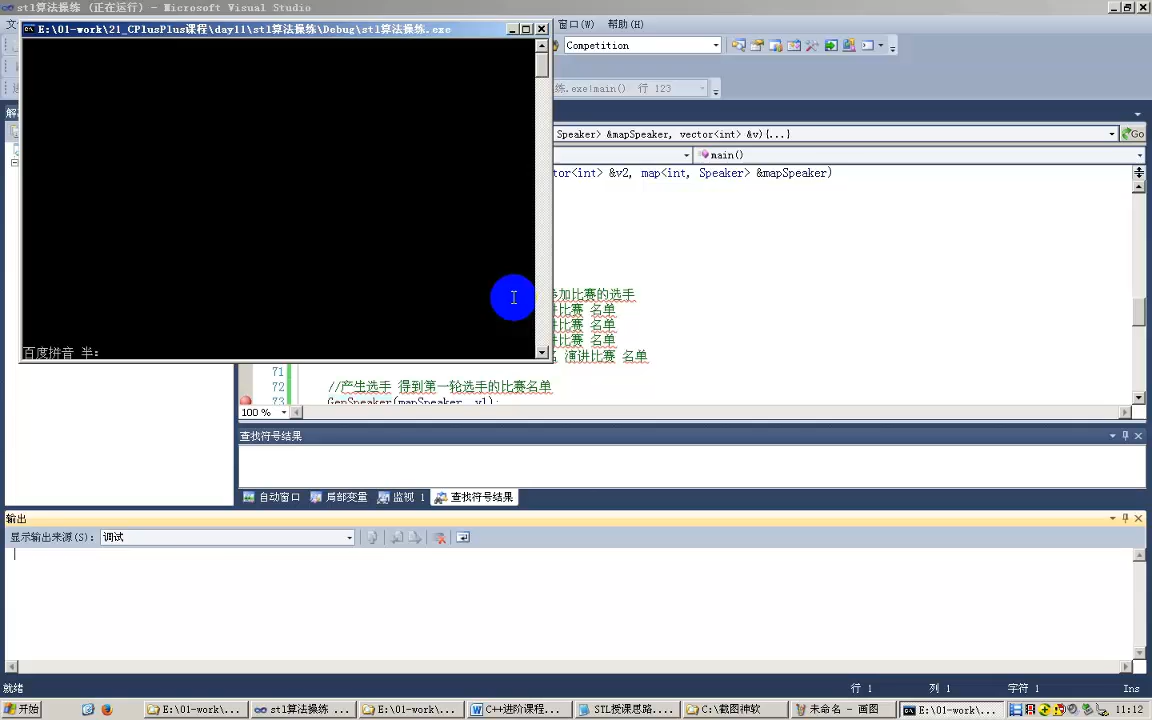 stl算法操练 (正在运行) - Microsoft Visual Studio
E:\01-work\21_CPlusPlus课程\day11\stl算法操练\Debug\stl算法操练.exe
窗口(W) 帮助(H)
Competition
练.exe!main() 行 123
Speaker> &mapSpeaker, vector<int> &v){...}
Go
main()
tor<int> &v2, map<int, Speaker> &mapSpeaker)
加比赛的选手
比赛 名单
比赛 名单
比赛 名单
演讲比赛 名单
百度拼音 半:
71
72 //产生选手 得到第一轮选手的比赛名单
73 GenSpeaker(mapSpeaker, v1);
100 %
查找符号结果
自动窗口 局部变量 监视 1 查找符号结果
输出
显示输出来源(S): 调试
就绪 行 1 列 1 字符 1 Ins
开始 E:\01-work\... stl算法操练 ... E:\01-work\... C++进阶课程... STL授课思路... C:\截图神软 未命名 - 画图 E:\01-work\... 11:12